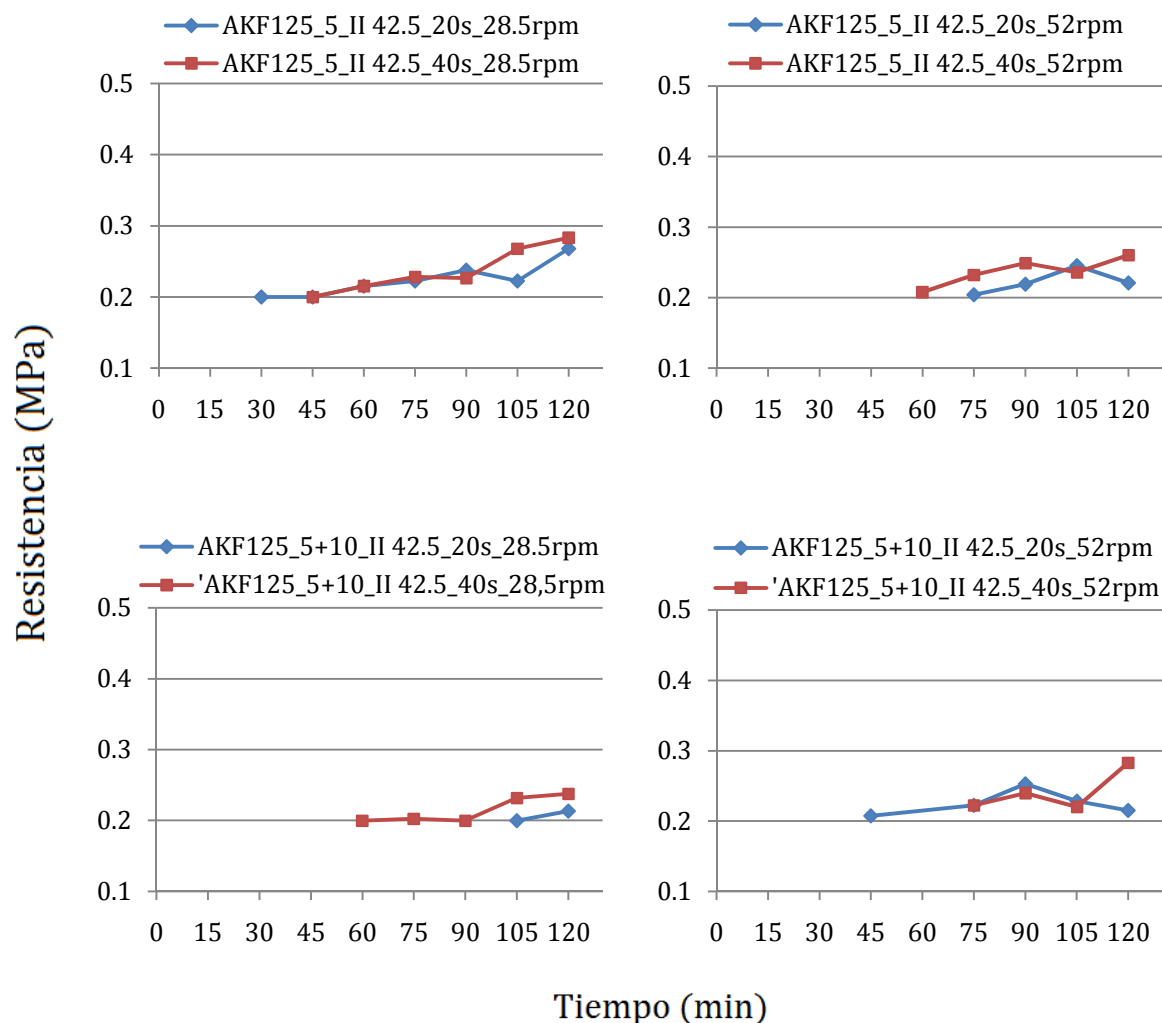 AKF125_5_II 42.5_20s_28.5rpm
AKF125_5_II 42.5_40s_28.5rpm
0.5
0.4
0.3
0.2
0.1
0 15 30 45 60 75 90 105 120
AKF125_5_II 42.5_20s_52rpm
AKF125_5_II 42.5_40s_52rpm
0.5
0.4
0.3
0.2
0.1
0 15 30 45 60 75 90 105 120
Resistencia (MPa)
AKF125_5+10_II 42.5_20s_28.5rpm
'AKF125_5+10_II 42.5_40s_28,5rpm
0.5
0.4
0.3
0.2
0.1
0 15 30 45 60 75 90 105 120
AKF125_5+10_II 42.5_20s_52rpm
'AKF125_5+10_II 42.5_40s_52rpm
0.5
0.4
0.3
0.2
0.1
0 15 30 45 60 75 90 105 120
Tiempo (min)